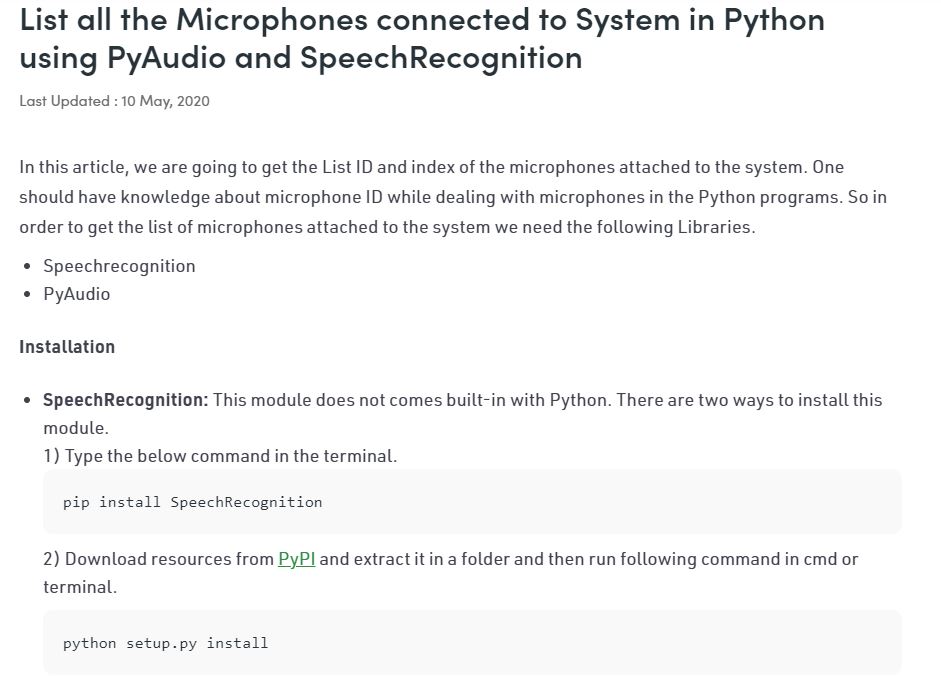 List all the Microphones connected to System in Python
using PyAudio and SpeechRecognition
Last Updated : 10 May, 2020
In this article, we are going to get the List ID and index of the microphones attached to the system. One
should have knowledge about microphone ID while dealing with microphones in the Python programs. So in
order to get the list of microphones attached to the system we need the following Libraries.
• Speechrecognition
• PyAudio
Installation
• SpeechRecognition: This module does not comes built-in with Python. There are two ways to install this
module.
1) Type the below command in the terminal.
pip install SpeechRecognition
2) Download resources from PyPI and extract it in a folder and then run following command in cmd or
terminal.
python setup.py install